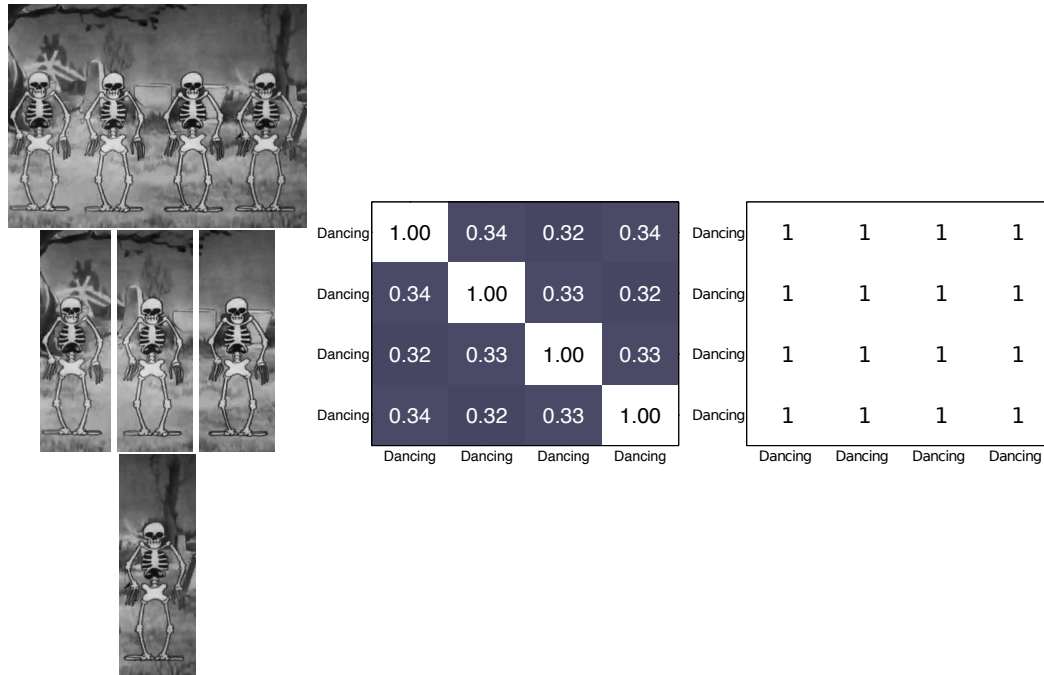 Dancing 1.00 0.34 0.32 0.34
Dancing 0.34 1.00 0.33 0.32
Dancing 0.32 0.33 1.00 0.33
Dancing 0.34 0.32 0.33 1.00
Dancing Dancing Dancing Dancing
Dancing 1 1 1 1
Dancing 1 1 1 1
Dancing 1 1 1 1
Dancing 1 1 1 1
Dancing Dancing Dancing Dancing